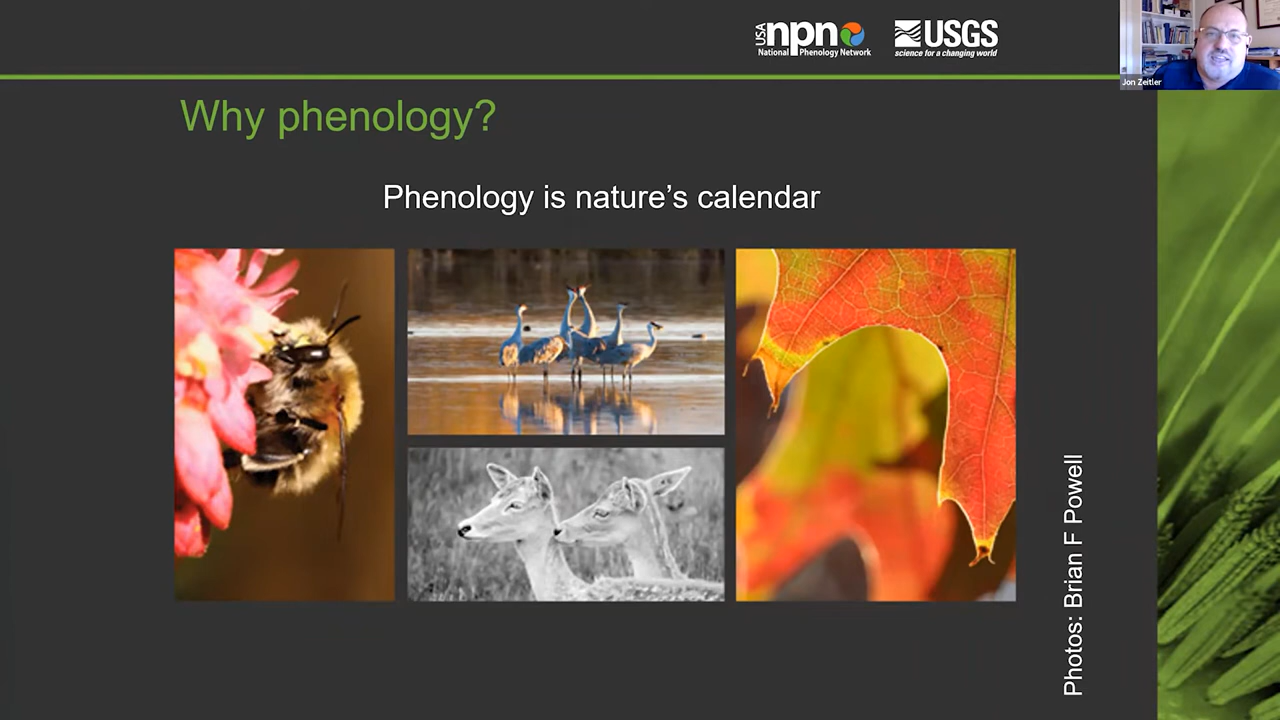 USA
npn
National Phenology Network
USGS
science for a changing world
Jon Zeitler
Why phenology?
Phenology is nature's calendar
Photos: Brian F Powell